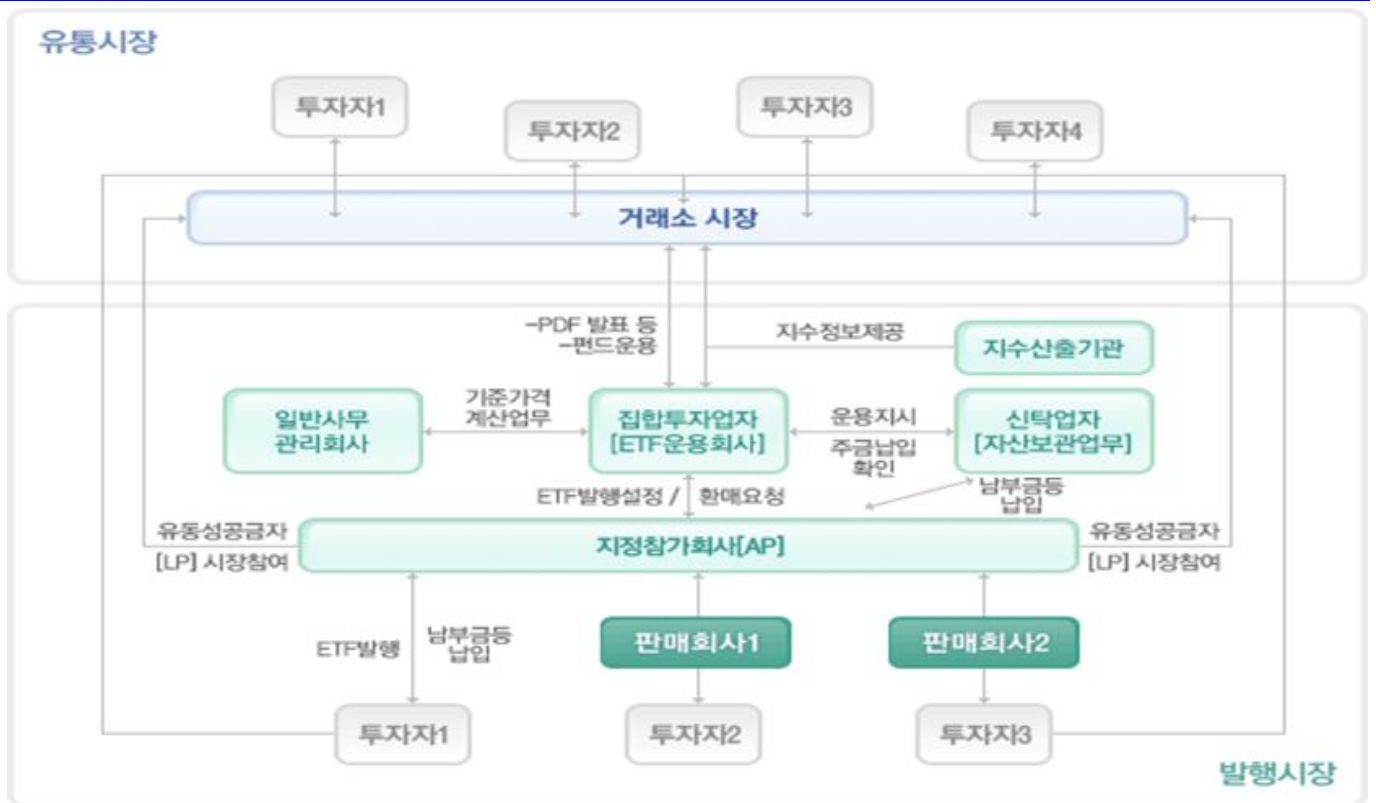 유통시장
투자자1
투자자2
투자자3
투자자4
거래소 시장
-PDF 발표 등
-펀드운용
지수정보제공
지수산출기관
일반사무
관리회사
기준가격
계산업무
집합투자업자
[ETF운용회사]
운용지시
주금납입
확인
신탁업자
[자산보관업무]
ETF발행설정 / 환매요청
남부금등
납입
유동성공급자
[LP] 시장참여
지정참가회사[AP]
유동성공급자
[LP] 시장참여
ETF발행
남부금등
납입
판매회사1
판매회사2
투자자1
투자자2
투자자3
발행시장